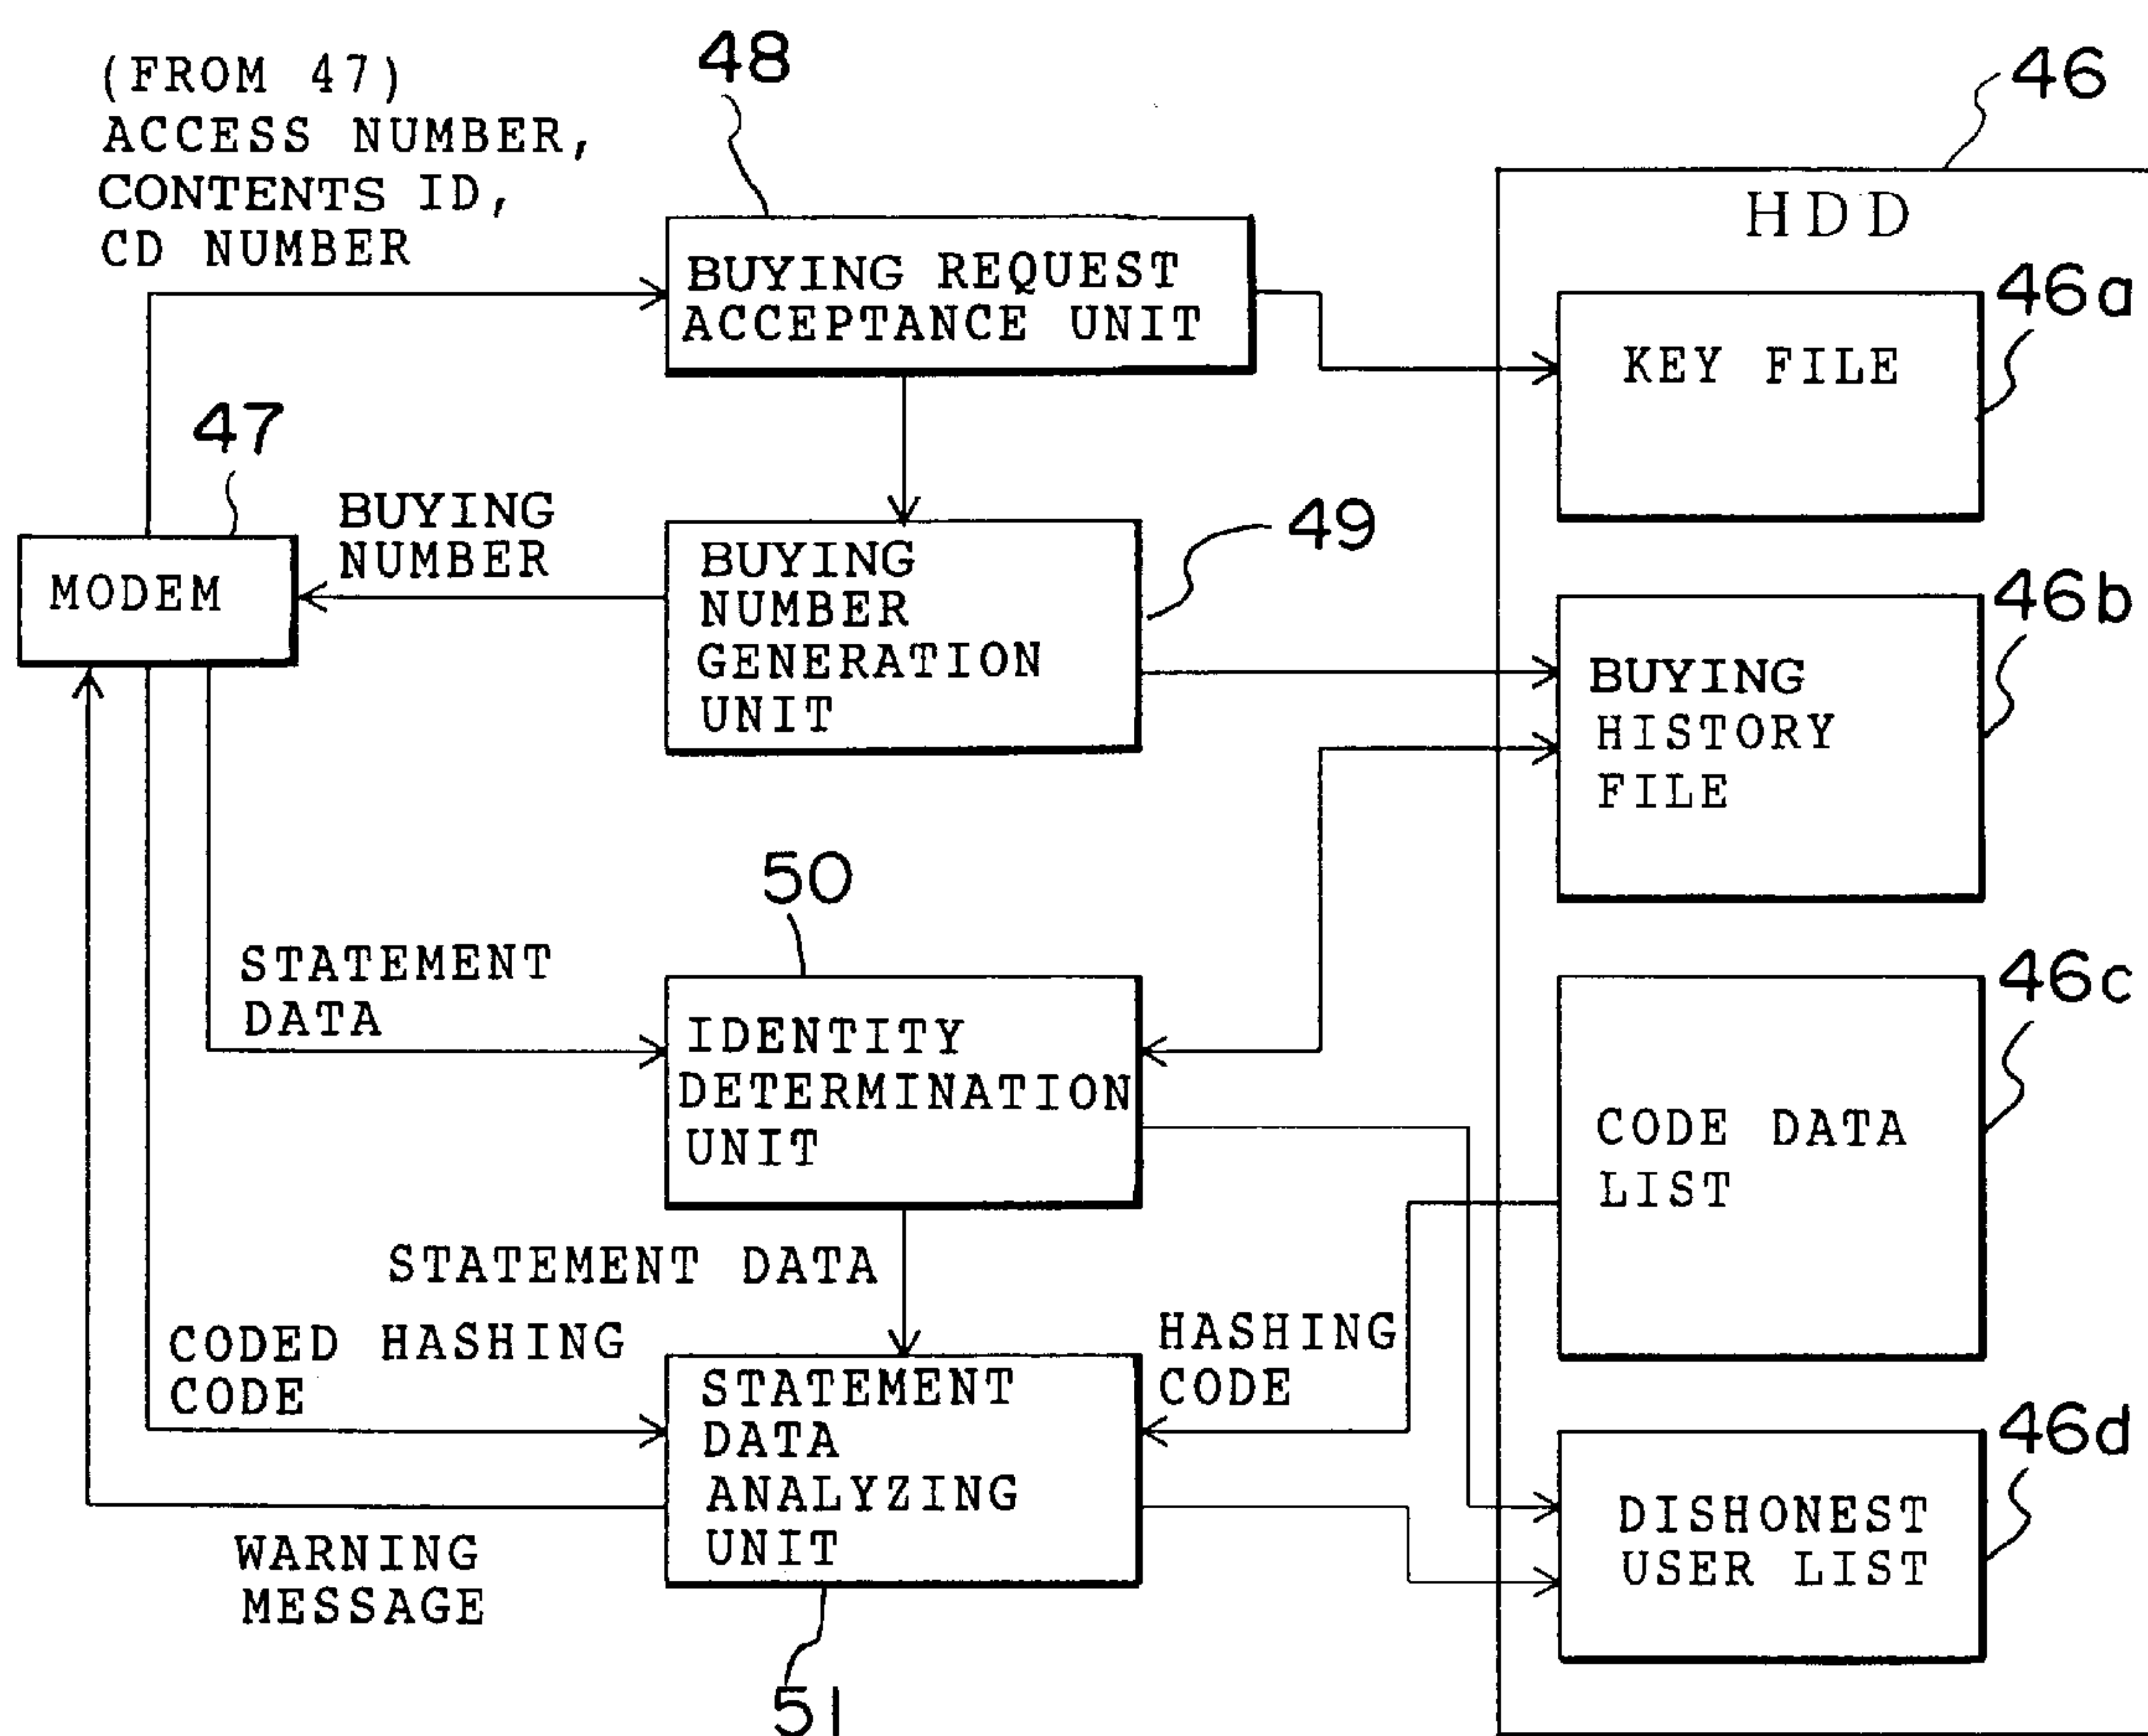 (FROM 47)
ACCESS NUMBER,
CONTENTS ID,
CD NUMBER
48
46
HDD
BUYING REQUEST
ACCEPTANCE UNIT
46a
KEY FILE
47
MODEM
BUYING
NUMBER
49
BUYING
NUMBER
GENERATION
UNIT
46b
BUYING
HISTORY
FILE
50
STATEMENT
DATA
IDENTITY
DETERMINATION
UNIT
46c
CODE DATA
LIST
STATEMENT DATA
CODED HASHING
CODE
HASHING
CODE
STATEMENT
DATA
ANALYZING
UNIT
46d
DISHONEST
USER LIST
WARNING
MESSAGE
51